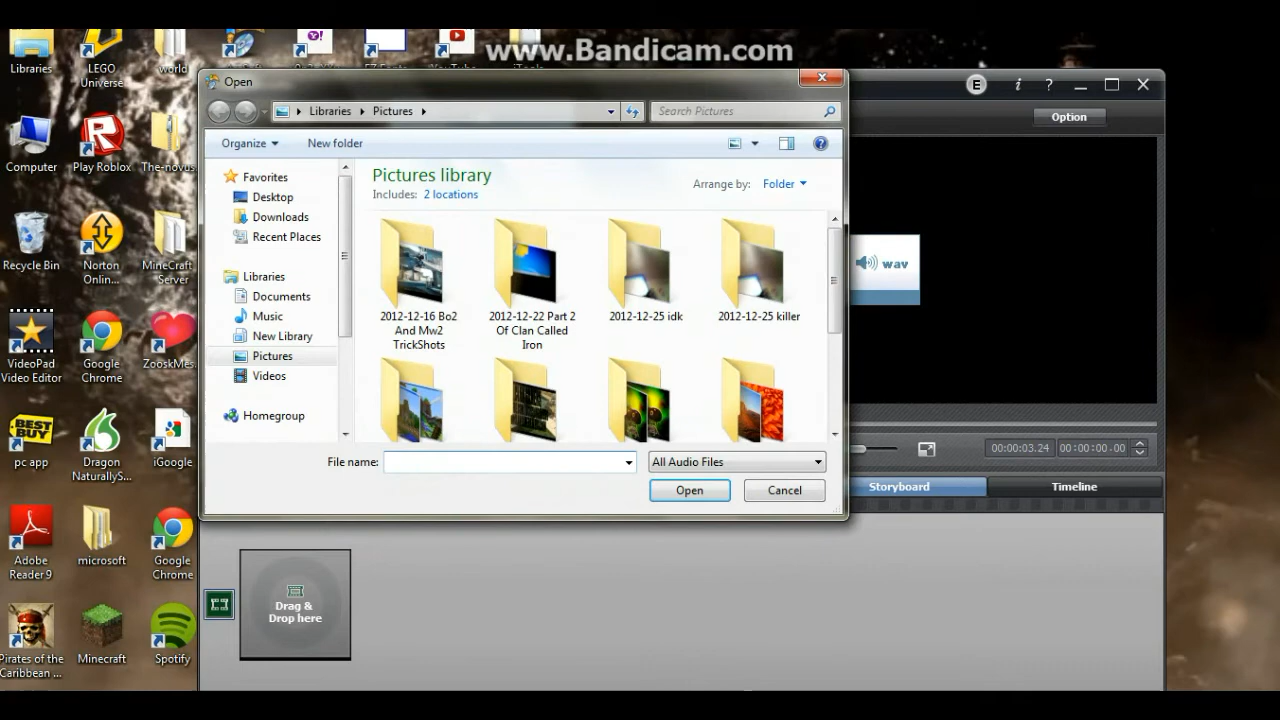 www.Bandicam.com
Libraries
LEGO
Universe
world
Open
Libraries
Pictures
Search Pictures
Option
Organize
New folder
Computer
Play Roblox
The-novus
Favorites
Desktop
Downloads
Recent Places
Pictures library
Includes: 2 locations
Arrange by:
Folder
Recycle Bin
Norton
Onlin...
MineCraft
Server
Libraries
Documents
Music
New Library
Pictures
Videos
Homegroup
2012-12-16 Bo2
And Mw2
TrickShots
2012-12-22 Part 2
Of Clan Called
Iron
2012-12-25 idk
2012-12-25 killer
wav
VideoPad
Video Editor
Google
Chrome
ZooskMes
File name:
All Audio Files
Open
Cancel
00:00:03.24
00:00:00.00
BEST
BUY
pc app
Dragon
NaturallyS...
iGoogle
Storyboard
Timeline
Adobe
Reader 9
microsoft
Google
Chrome
Drag &
Drop here
Pirates of the
Caribbean ...
Minecraft
Spotify